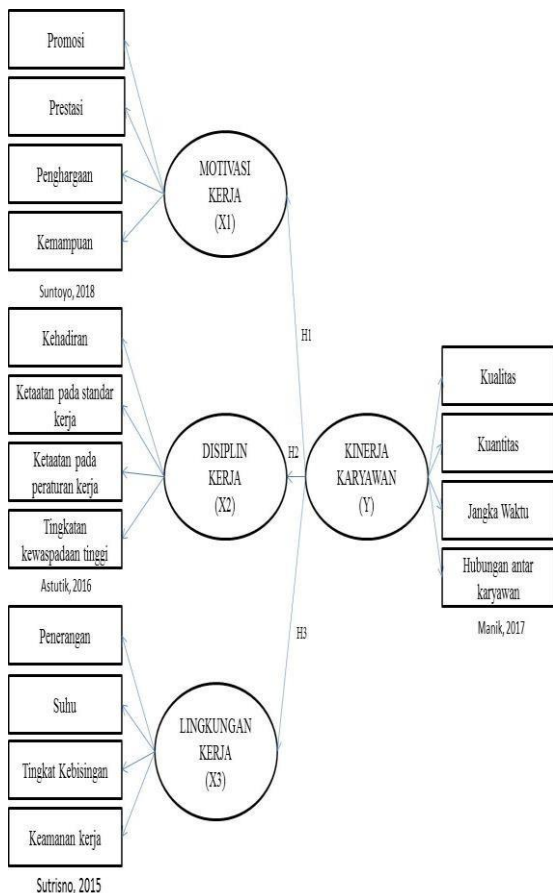 Promosi
Prestasi
Penghargaan
Kemampuan
Suntoyo, 2018
MOTIVASI
KERJA
(X1)
H1
Kehadiran
Ketaatan pada standar
kerja
Ketaatan pada
peraturan kerja
Tingkatan
kewaspadaan tinggi
Astutik, 2016
DISIPLIN
KERJA
(X2)
H2
KINERJA
KARYAWAN
(Y)
Kualitas
Kuantitas
Jangka Waktu
Hubungan antar
karyawan
Manik, 2017
H3
Penerangan
Suhu
Tingkat Kebisingan
Keamanan kerja
Sutrisno, 2015
LINGKUNGAN
KERJA
(X3)